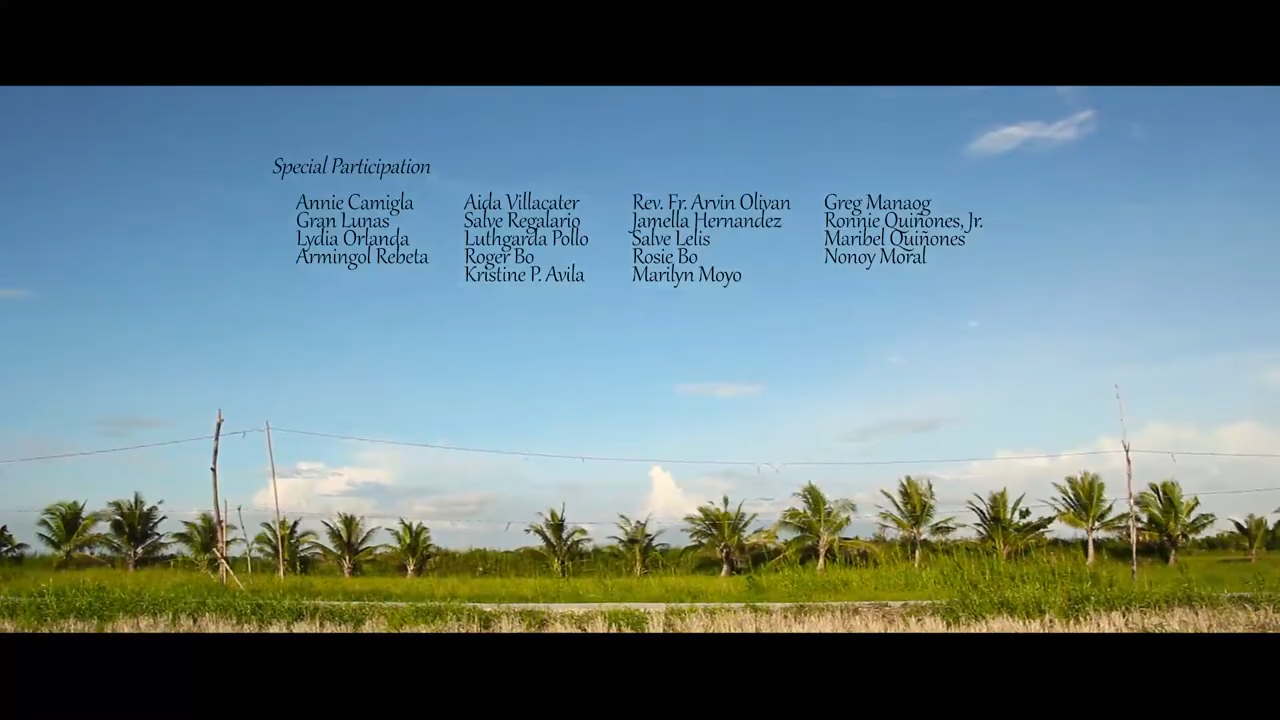 Special Participation
Annie Camigla
Gran Lunas
Lydia Orlanda
Armingol Rebeta
Aida Villacater
Salve Regalario
Luthgarda Pollo
Roger Bo
Kristine P. Avila
Rev. Fr. Arvin Olivan
Jamella Hernandez
Salve Lelis
Rosie Bo
Marilyn Moyo
Greg Manaog
Ronnie Quiñones, Jr.
Maribel Quiñones
Nonoy Moral